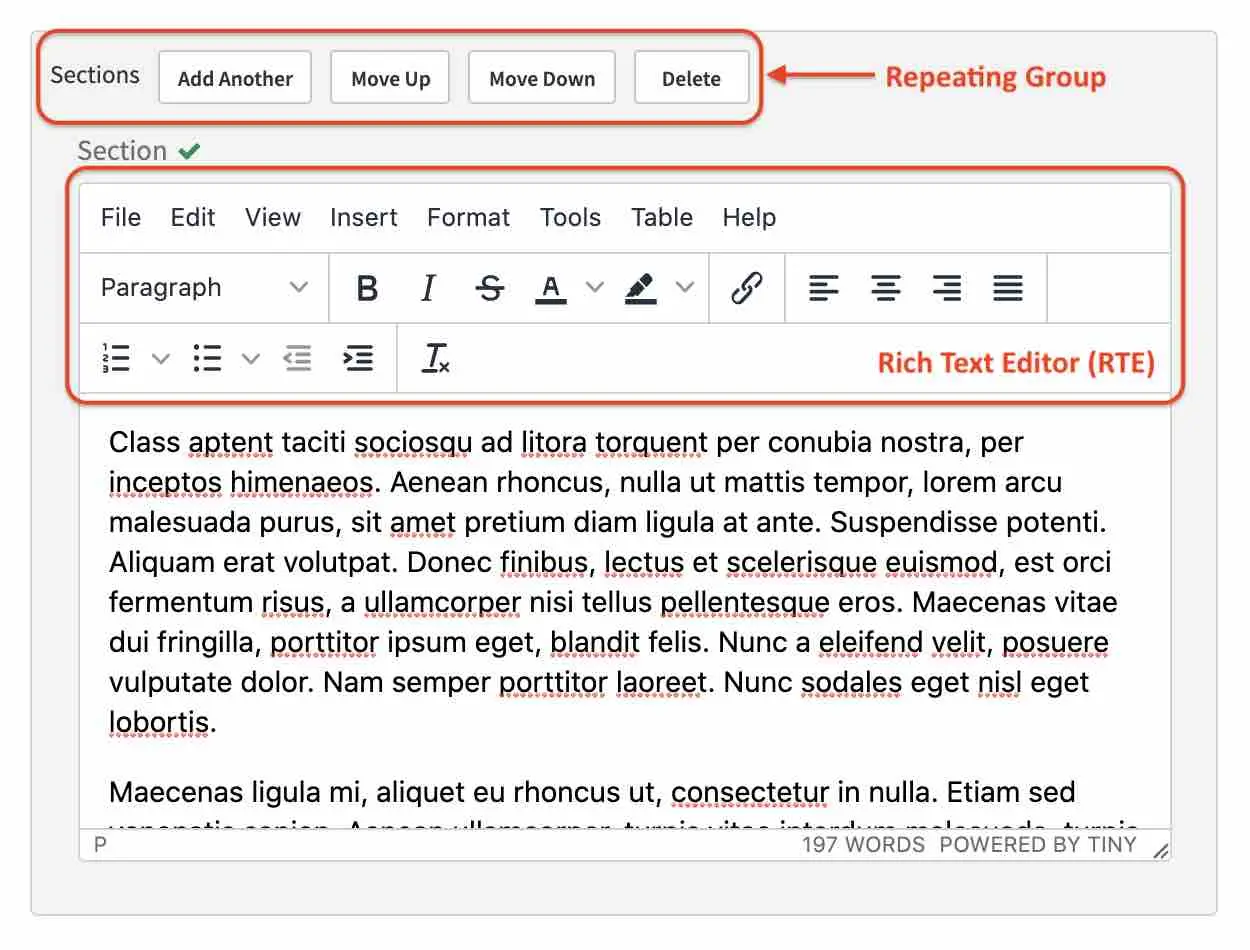 Sections Add Another Move Up Move Down Delete Repeating Group
Section
File Edit View Insert Format Tools Table Help
Paragraph B I S A
Rich Text Editor (RTE)
Class aptent taciti sociosqu ad litora torquent per conubia nostra, per
inceptos himenaeos. Aenean rhoncus, nulla ut mattis tempor, lorem arcu
malesuada purus, sit amet pretium diam ligula at ante. Suspendisse potenti.
Aliquam erat volutpat. Donec finibus, lectus et scelerisque euismod, est orci
fermentum risus, a ullamcorper nisi tellus pellentesque eros. Maecenas vitae
dui fringilla, porttitor ipsum eget, blandit felis. Nunc a eleifend velit, posuere
vulputate dolor. Nam semper porttitor laoreet. Nunc sodales eget nisl eget
lobortis.
Maecenas ligula mi, aliquet eu rhoncus ut, consectetur in nulla. Etiam sed
P 197 WORDS POWERED BY TINY